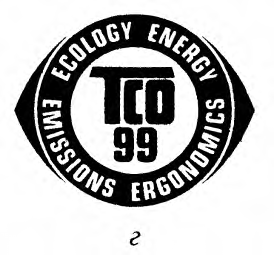 ECOLOGY ENERGY
TCO
99
EMISSIONS ERGONOMICS
г